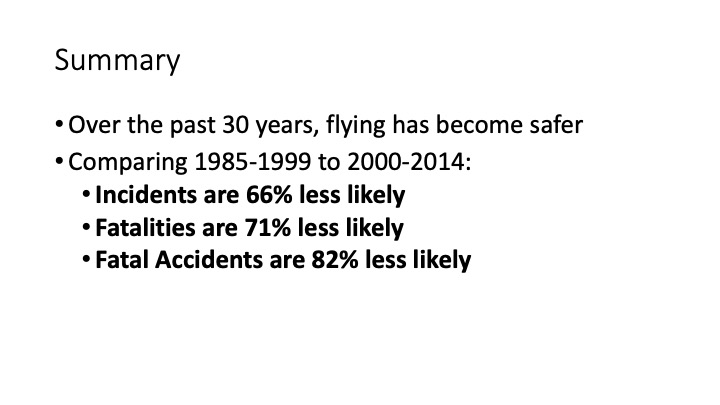 Summary
• Over the past 30 years, flying has become safer
• Comparing 1985-1999 to 2000-2014:
• Incidents are 66% less likely
• Fatalities are 71% less likely
• Fatal Accidents are 82% less likely